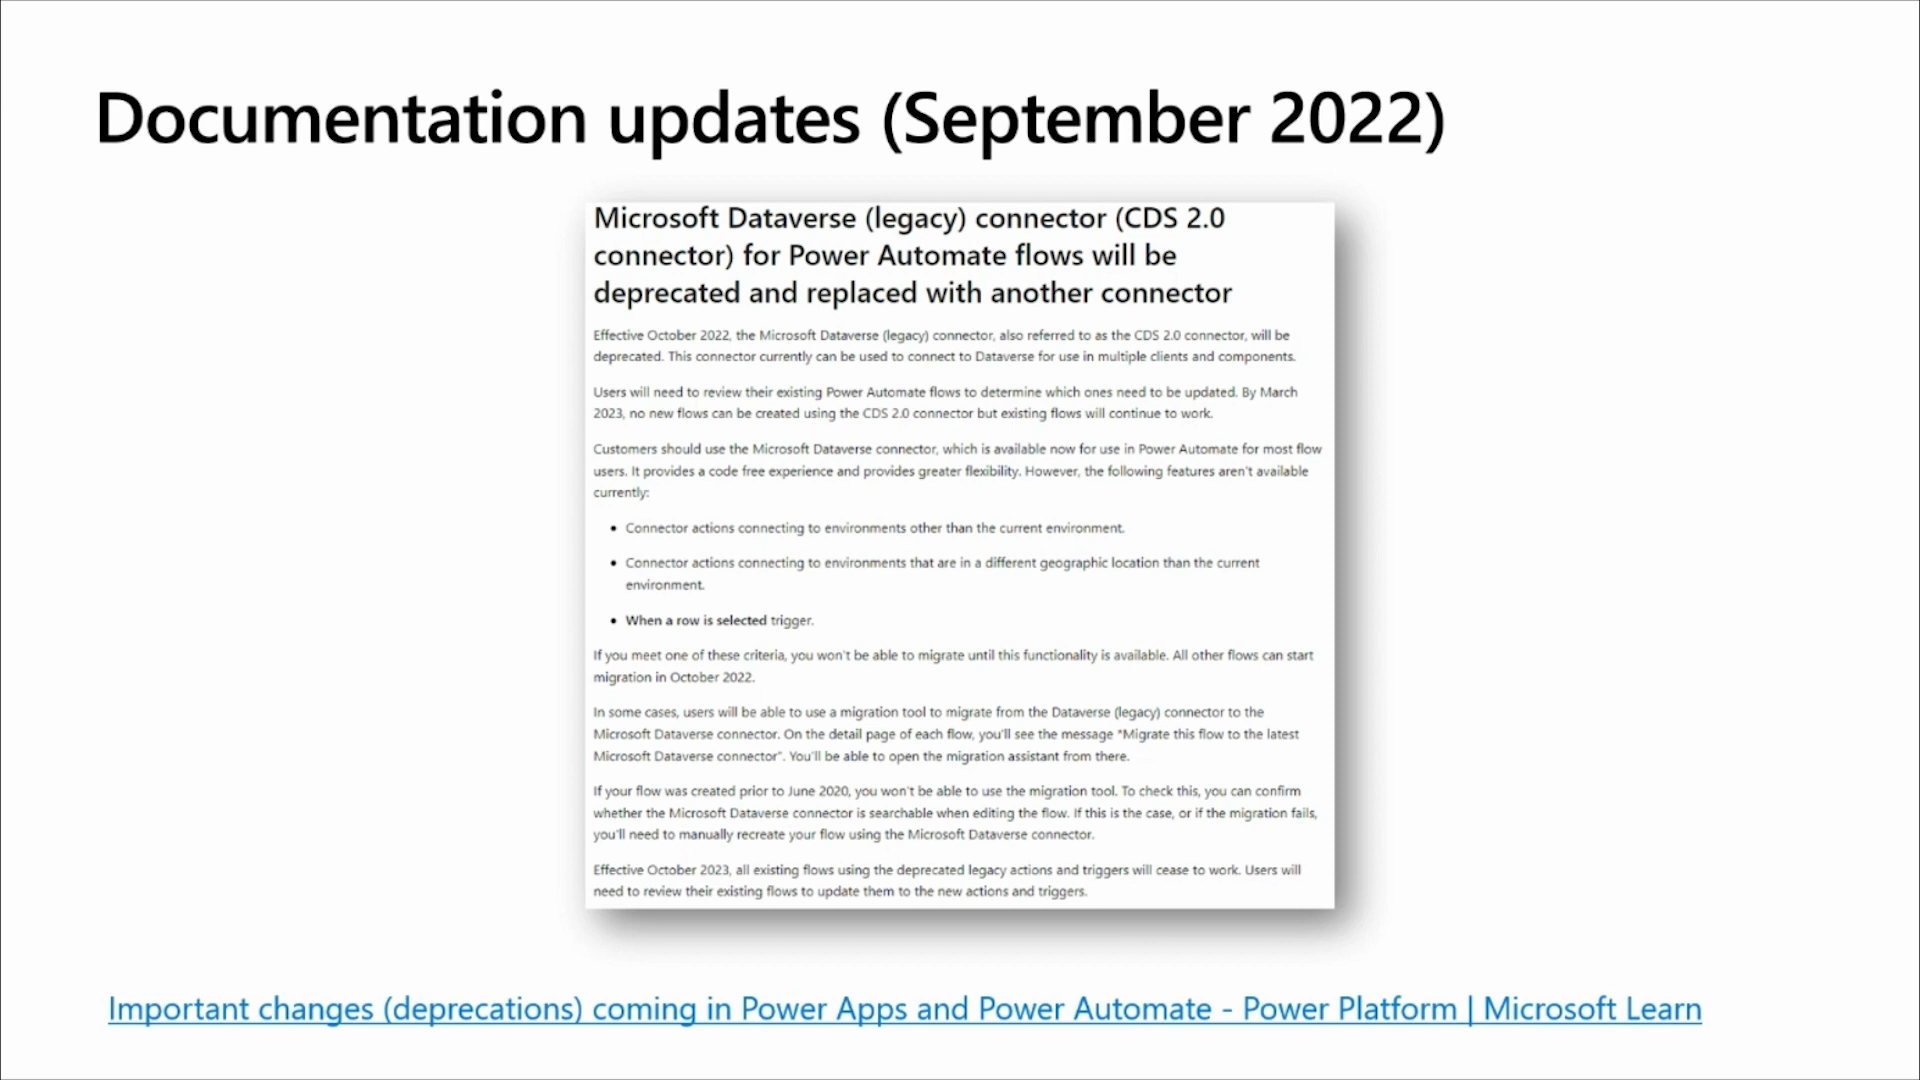 Documentation updates (September 2022)
Microsoft Dataverse (legacy) connector (CDS 2.0
connector) for Power Automate flows will be
deprecated and replaced with another connector
Effective October 2022, the Microsoft Dataverse (legacy) connector, also referred to as the CDS 2.0 connector, will be
deprecated. This connector currently can be used to connect to Dataverse for use in multiple clients and components.
Users will need to review their existing Power Automate flows to determine which ones need to be updated. By March
2023, no new flows can be created using the CDS 2.0 connector but existing flows will continue to work.
Customers should use the Microsoft Dataverse connector, which is available now for use in Power Automate for most flow
users. It provides a code free experience and provides greater flexibility. However, the following features aren't available
currently:
• Connector actions connecting to environments other than the current environment.
• Connector actions connecting to environments that are in a different geographic location than the current
environment.
• When a row is selected trigger.
If you meet one of these criteria, you won't be able to migrate until this functionality is available. All other flows can start
migration in October 2022.
In some cases, users will be able to use a migration tool to migrate from the Dataverse (legacy) connector to the
Microsoft Dataverse connector. On the detail page of each flow, you'll see the message "Migrate this flow to the latest
Microsoft Dataverse connector". You'll be able to open the migration assistant from there.
If your flow was created prior to June 2020, you won't be able to use the migration tool. To check this, you can confirm
whether the Microsoft Dataverse connector is searchable when editing the flow. If this is the case, or if the migration fails,
you'll need to manually recreate your flow using the Microsoft Dataverse connector.
Effective October 2023, all existing flows using the deprecated legacy actions and triggers will cease to work. Users will
need to review their existing flows to update them to the new actions and triggers.
Important changes (deprecations) coming in Power Apps and Power Automate - Power Platform | Microsoft Learn